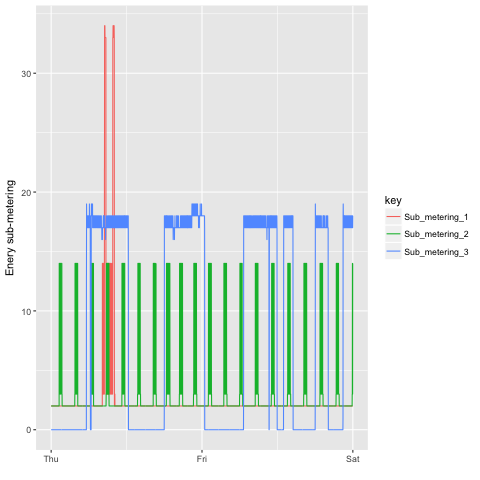 Enery sub-metering
30
20
10
0
Thu
Fri
Sat
key
Sub_metering_1
Sub_metering_2
Sub_metering_3